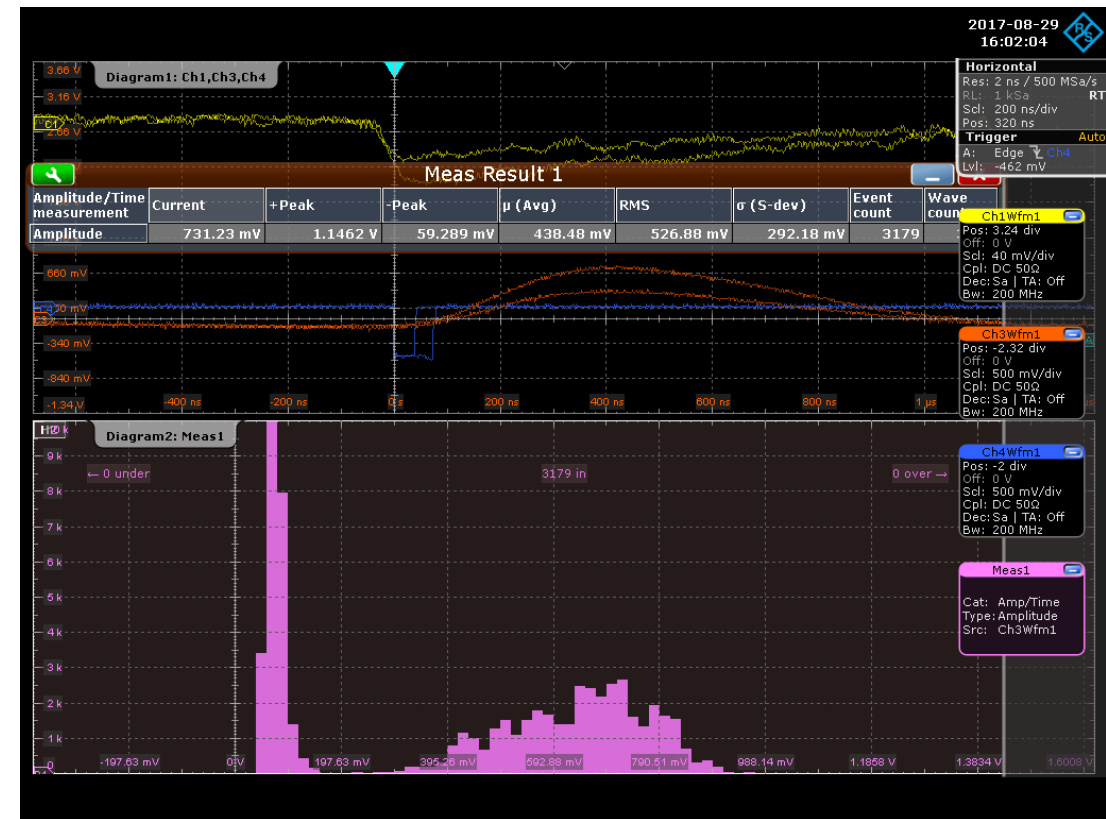 2017-08-29
16:02:04
R&S
Horizontal
Res: 2 ns / 500 MSa/s
RL: 1 kSa RT
Scl: 200 ns/div
Pos: 320 ns
Trigger Auto
A: Edge Ch4
Lvl: -462 mV
3.66 V
Diagram1: Ch1,Ch3,Ch4
3.16 V
C1
2.66 V
Meas Result 1
Amplitude/Time measurement Current +Peak -Peak µ (Avg) RMS σ (S-dev) Event count Wave
Amplitude 731.23 mV 1.1462 V 59.289 mV 438.48 mV 526.88 mV 292.18 mV 3179
660 mV
-340 mV
-840 mV
-1.34 V
-400 ns -200 ns 0 s 200 ns 400 ns 600 ns 800 ns 1 µs
Ch1Wfm1
Pos: 3.24 div
Off: 0 V
Scl: 40 mV/div
Cpl: DC 50Ω
Dec:Sa | TA: Off
Bw: 200 MHz
Ch3Wfm1
Pos: -2.32 div
Off: 0 V
Scl: 500 mV/div
Cpl: DC 50Ω
Dec:Sa | TA: Off
Bw: 200 MHz
Ch4Wfm1
Pos: -2 div
Off: 0 V
Scl: 500 mV/div
Cpl: DC 50Ω
Dec:Sa | TA: Off
Bw: 200 MHz
Meas1
Cat: Amp/Time
Type: Amplitude
Src: Ch3Wfm1
Diagram2: Meas1
← 0 under 3179 in 0 over →
9 k
8 k
7 k
6 k
5 k
4 k
3 k
2 k
1 k
0
-197.63 mV 0 V 197.63 mV 395.26 mV 592.88 mV 790.51 mV 988.14 mV 1.1858 V 1.3834 V 1.6008 V